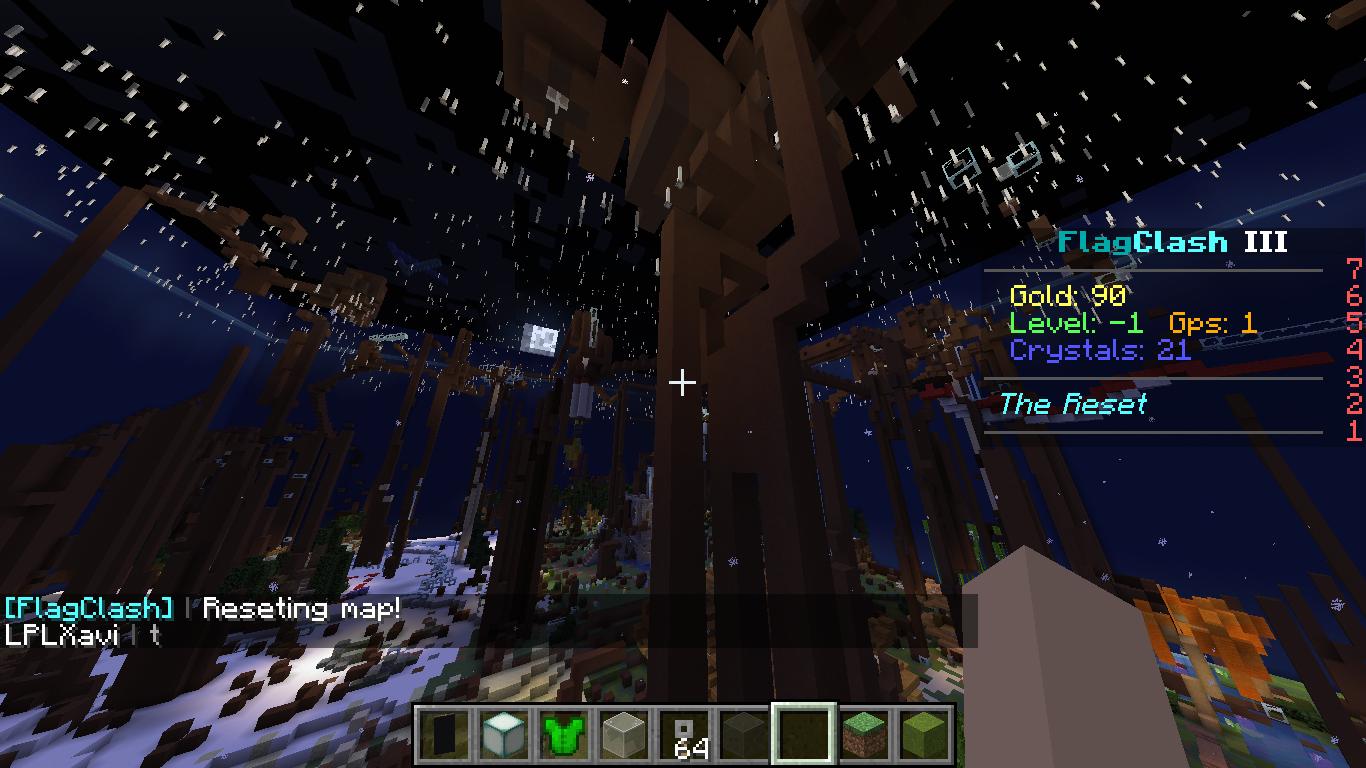 FlagClash III
7
Gold: 90
6
Level: -1 Gps: 1
5
Crystals: 21
4
3
The Reset
2
1
[FlagClash] | Reseting map!
LPLXavi | t
64